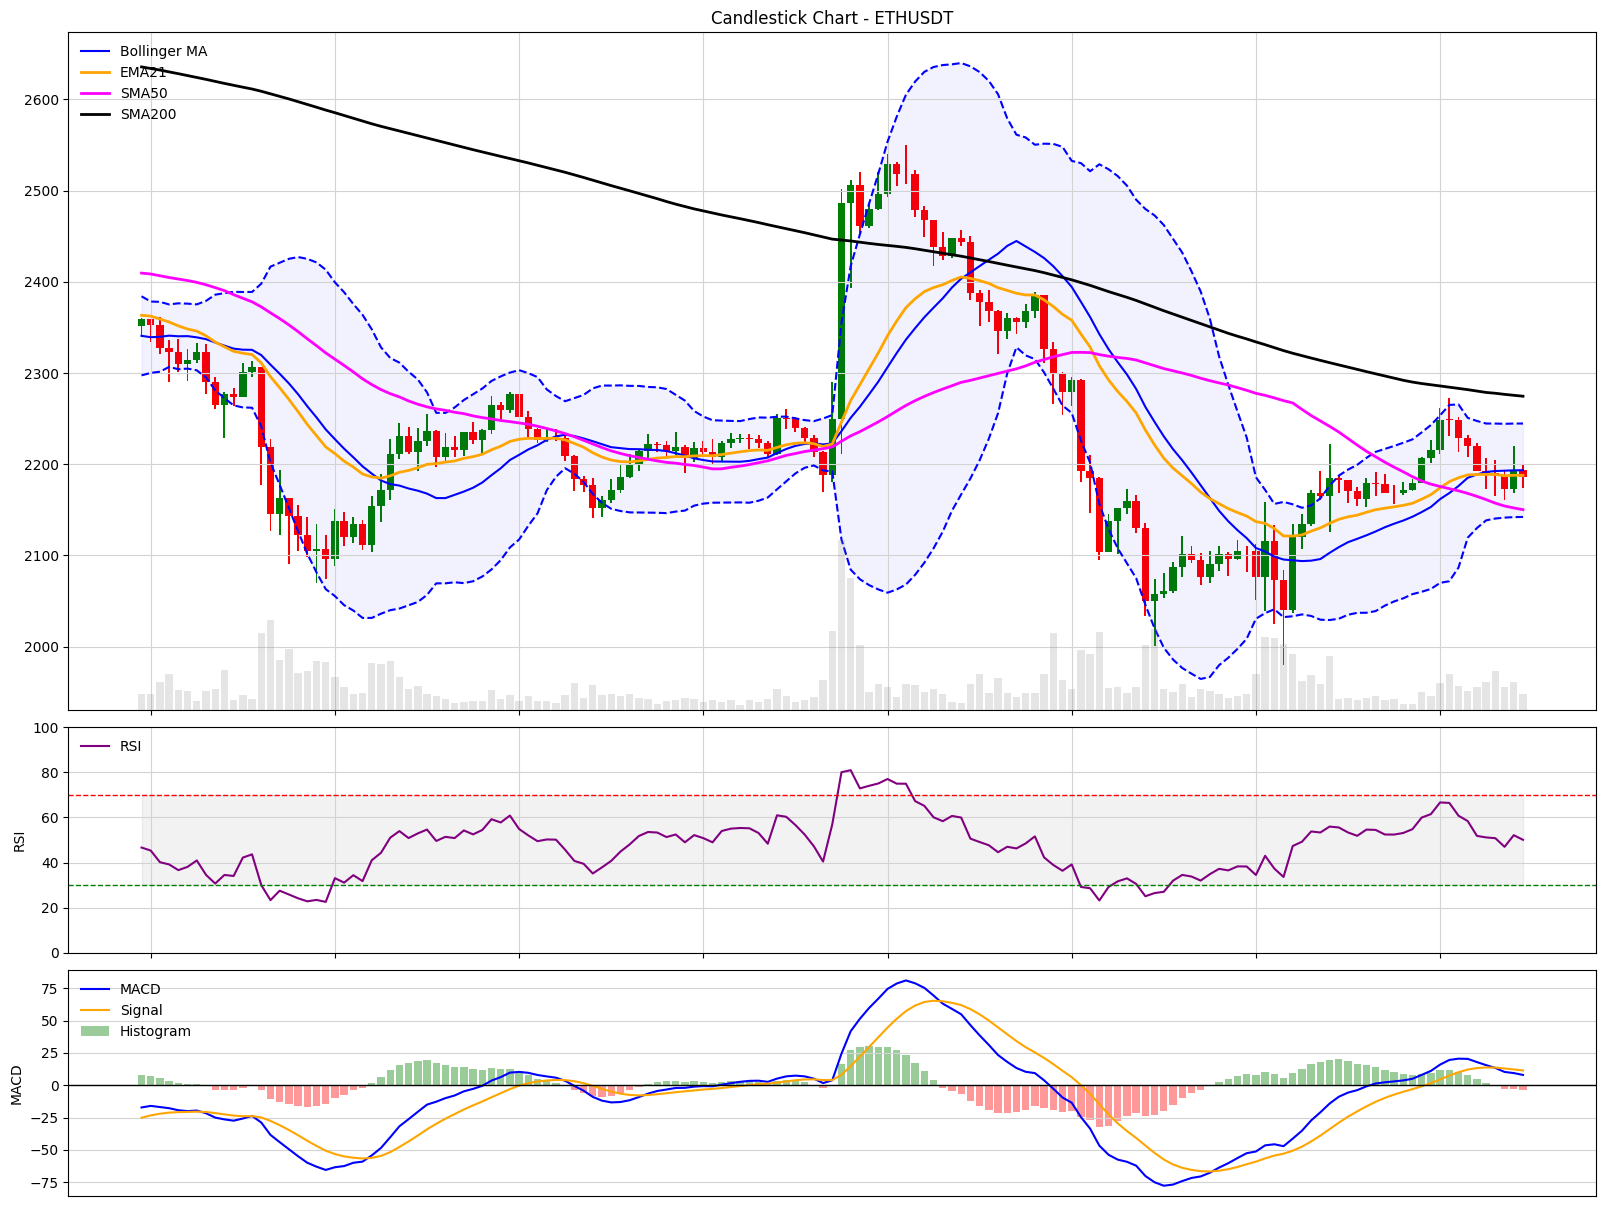 Candlestick Chart - ETHUSDT
Bollinger MA
EMA21
SMA50
SMA200
2600
2500
2400
2300
2200
2100
2000
RSI
100
80
60
40
20
0
RSI
MACD
Signal
Histogram
75
50
25
0
−25
−50
−75
MACD